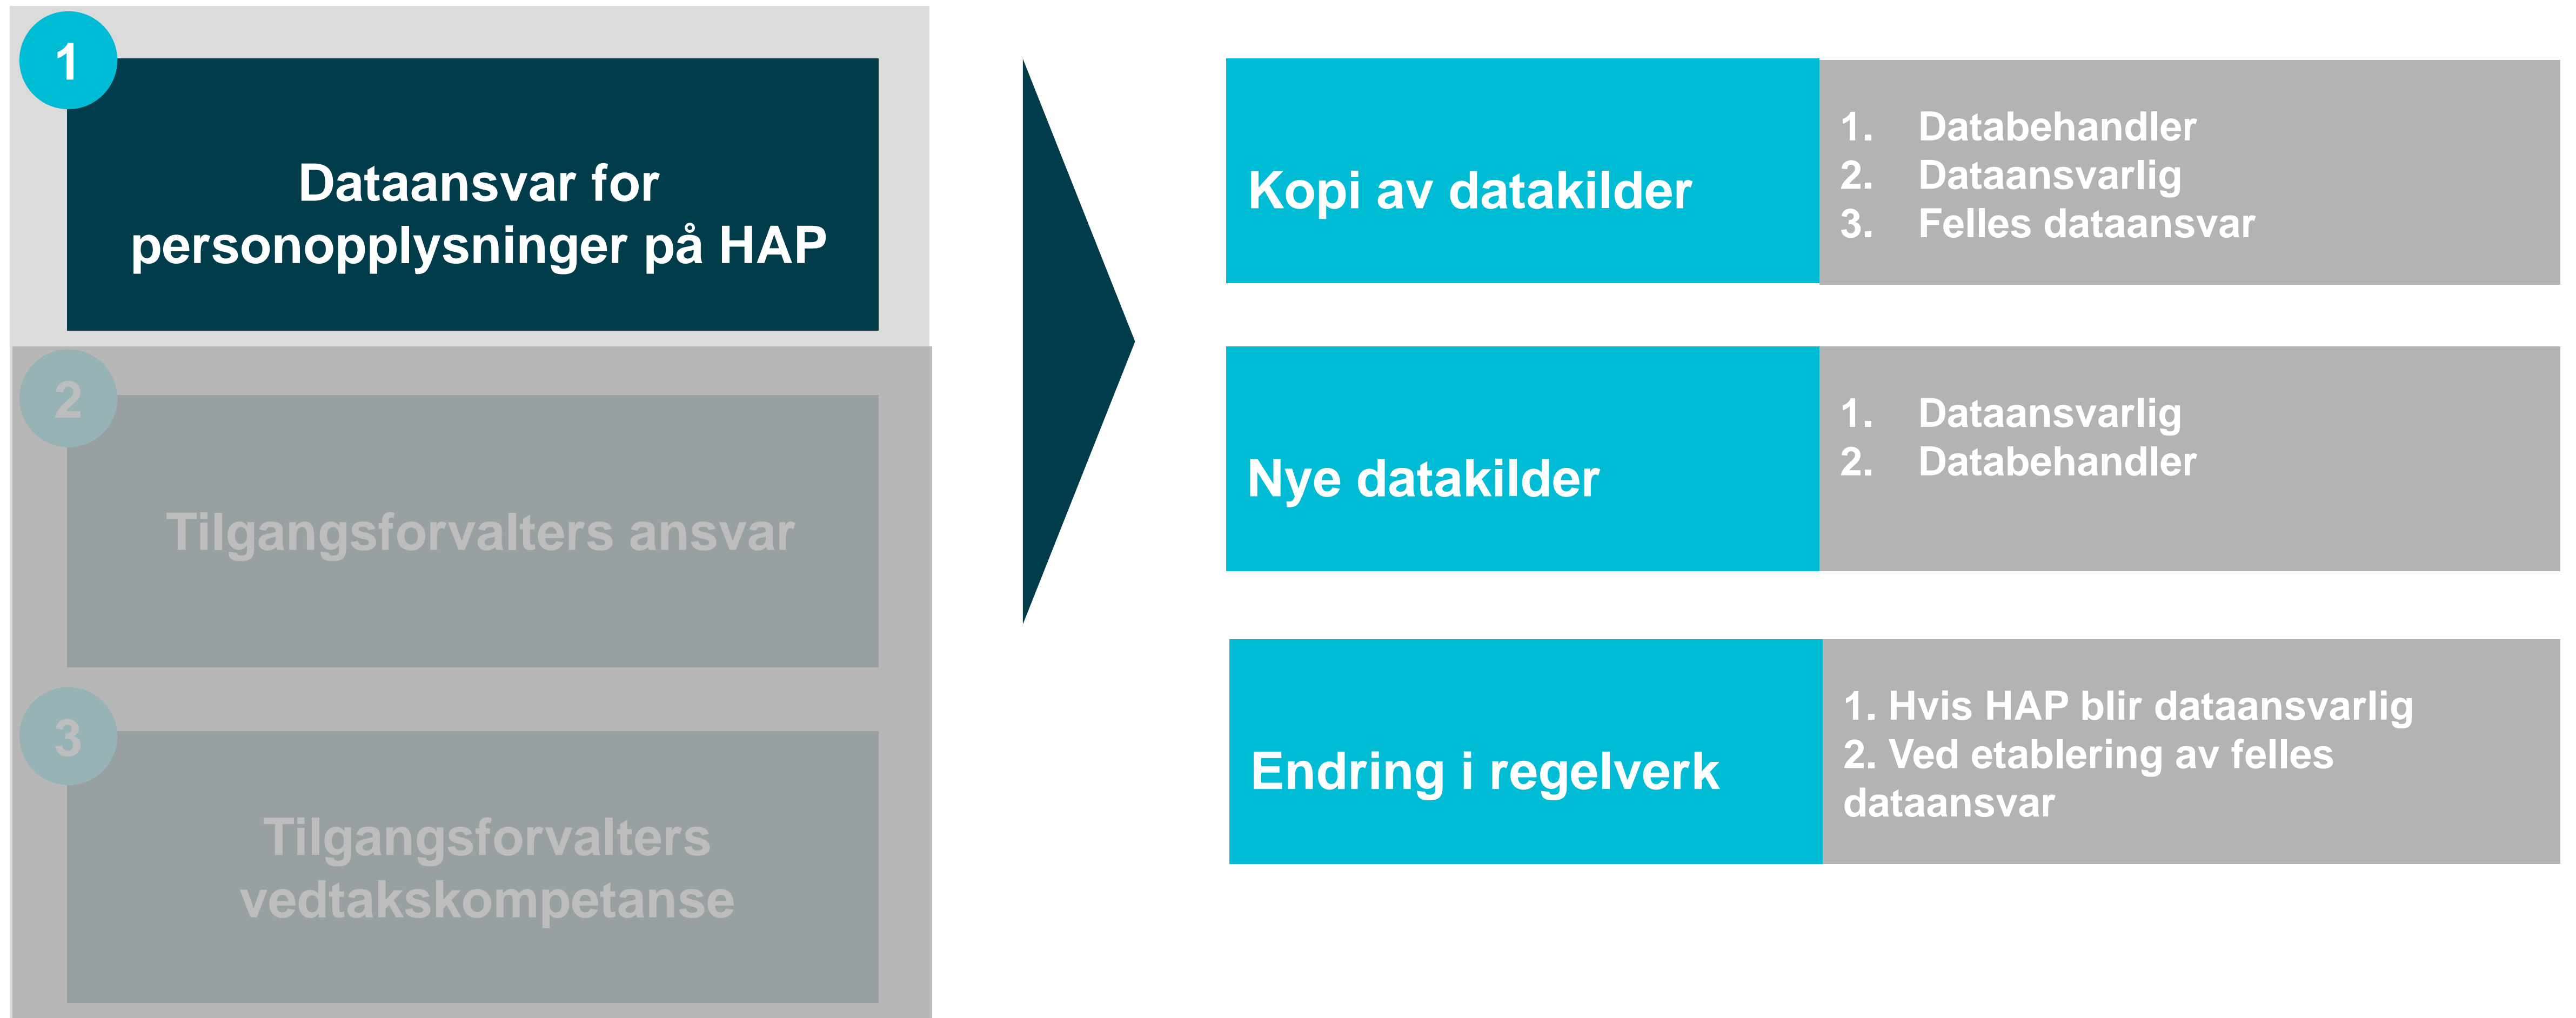 1
Dataansvar for
personopplysninger på HAP
2
Tilgangsforvalters ansvar
3
Tilgangsforvalters
vedtakskompetanse
Kopi av datakilder
1. Databehandler
2. Dataansvarlig
3. Felles dataansvar
Nye datakilder
1. Dataansvarlig
2. Databehandler
Endring i regelverk
1. Hvis HAP blir dataansvarlig
2. Ved etablering av felles
dataansvar